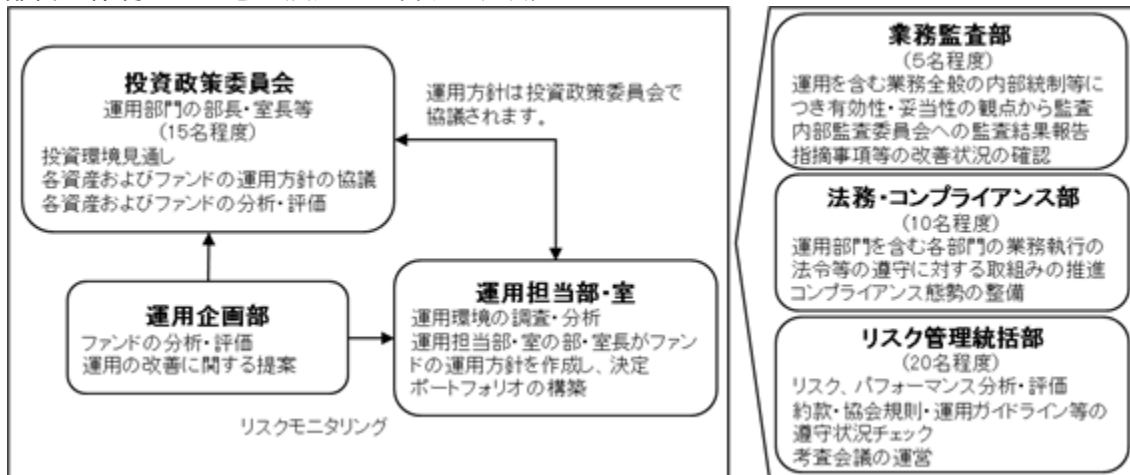 投資政策委員会
運用部門の部長・室長等
(15名程度)
投資環境見通し
各資産およびファンドの運用方針の協議
各資産およびファンドの分析・評価
運用方針は投資政策委員会で
協議されます。
運用企画部
ファンドの分析・評価
運用の改善に関する提案
運用担当部・室
運用環境の調査・分析
運用担当部・室の部・室長がファン
ドの運用方針を作成し、決定
ポートフォリオの構築
リスクモニタリング
業務監査部
(5名程度)
運用を含む業務全般の内部統制等に
つき有効性・妥当性の観点から監査
内部監査委員会への監査結果報告
指摘事項等の改善状況の確認
法務・コンプライアンス部
(10名程度)
運用部門を含む各部門の業務執行の
法令等の遵守に対する取組みの推進
コンプライアンス態勢の整備
リスク管理統括部
(20名程度)
リスク、パフォーマンス分析・評価
約款・協会規則・運用ガイドライン等の
遵守状況チェック
考査会議の運営